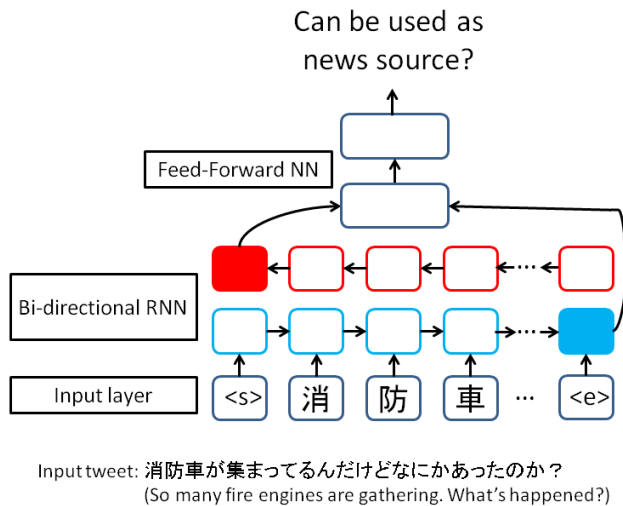 Can be used as
news source?
Feed-Forward NN
Bi-directional RNN
Input layer
<s> 消 防 車 … <e>
Input tweet: 消防車が集まってるんだけどなにかあったのか？
(So many fire engines are gathering. What's happened?)